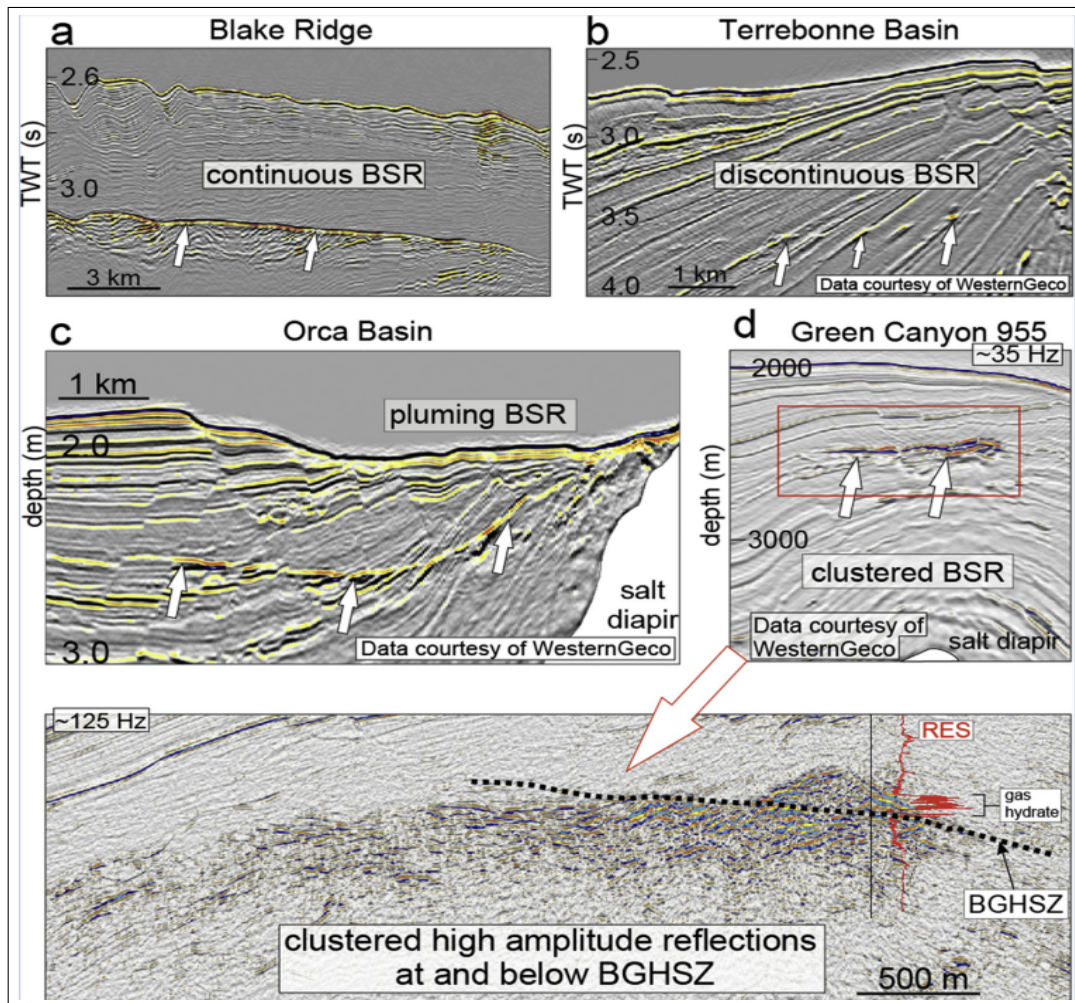 a
Blake Ridge
2.6
TWT (s)
continuous BSR
3.0
3 km
b
Terrebonne Basin
2.5
3.0
TWT (s)
discontinuous BSR
3.5
1 km
4.0
Data courtesy of WesternGeco
c
Orca Basin
1 km
pluming BSR
2.0
depth (m)
salt
diapir
Data courtesy of WesternGeco
3.0
d
Green Canyon 955
~35 Hz
2000
depth (m)
3000
clustered BSR
Data courtesy of
WesternGeco
salt diapir
~125 Hz
RES
gas
hydrate
BGHSZ
clustered high amplitude reflections
at and below BGHSZ
500 m